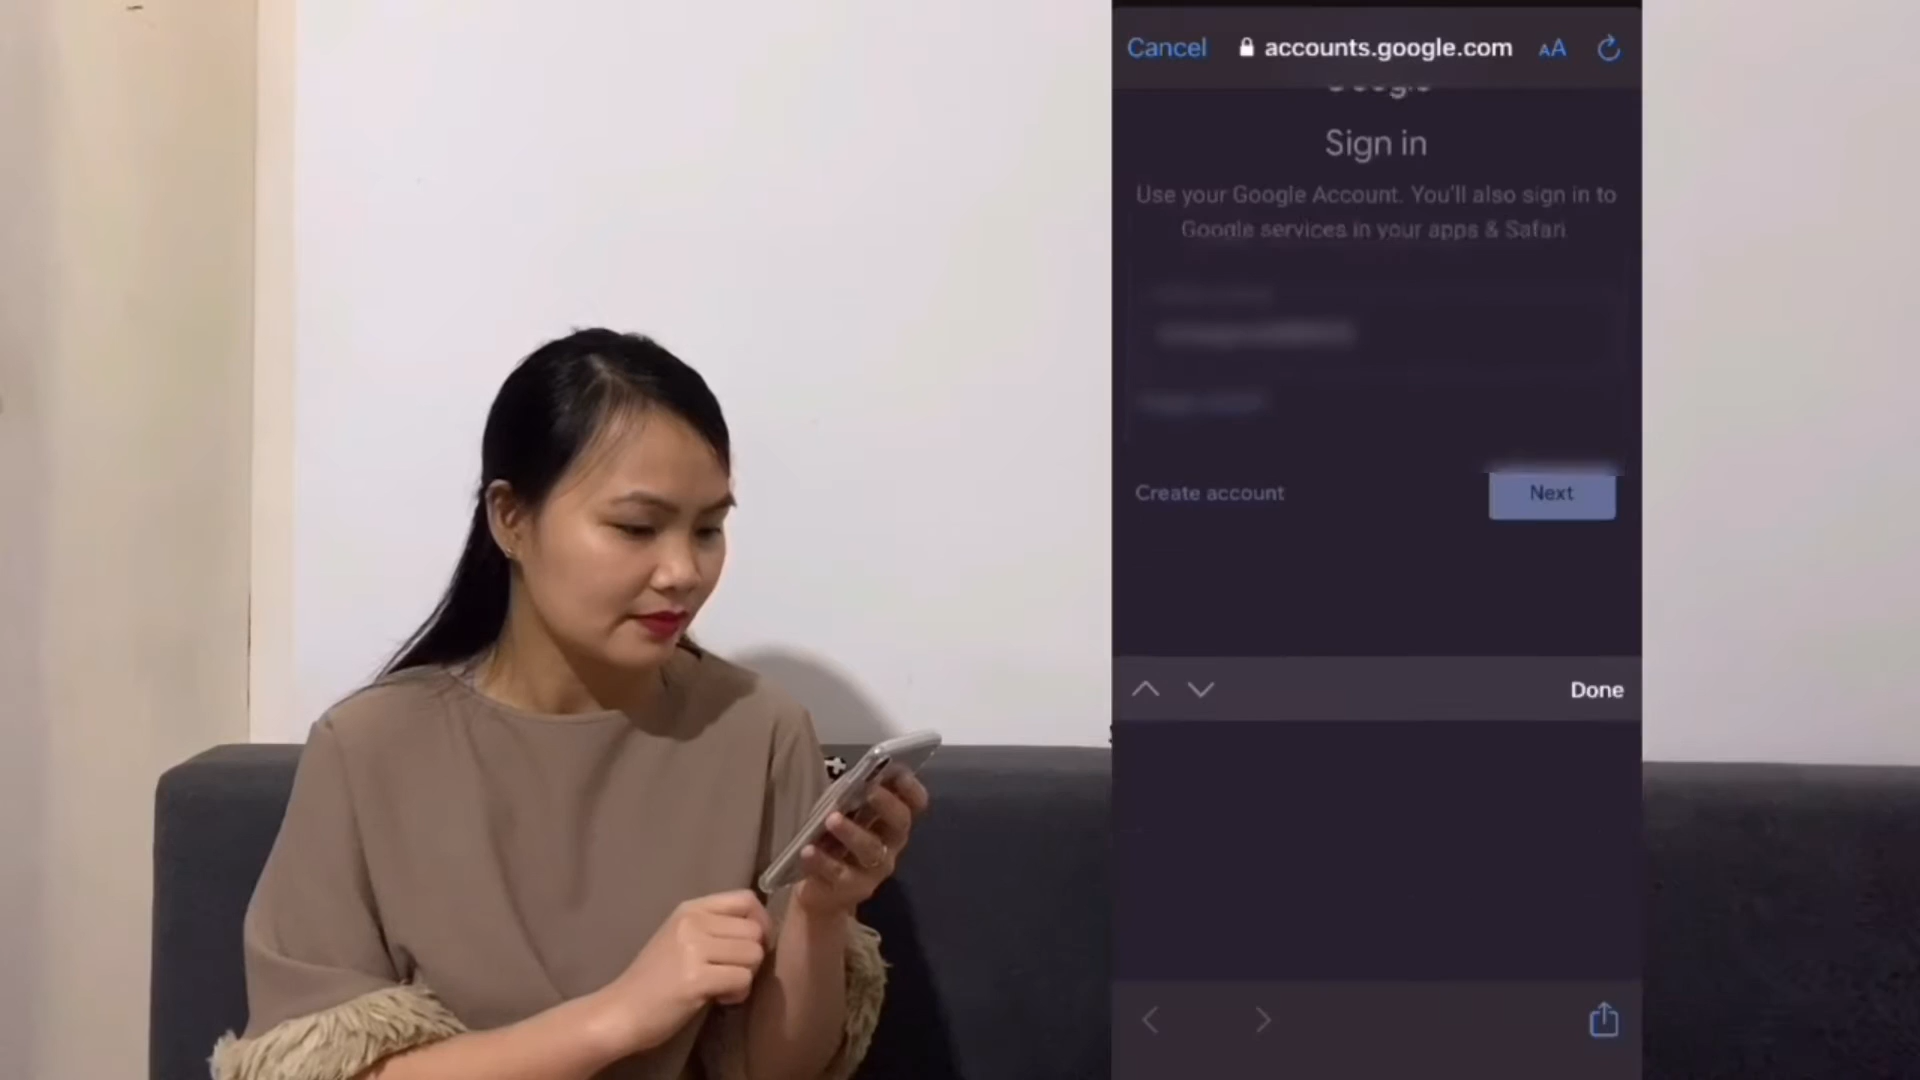 Cancel accounts.google.com AA
Google
Sign in
Use your Google Account. You'll also sign in to
Google services in your apps & Safari
Create account Next
Done